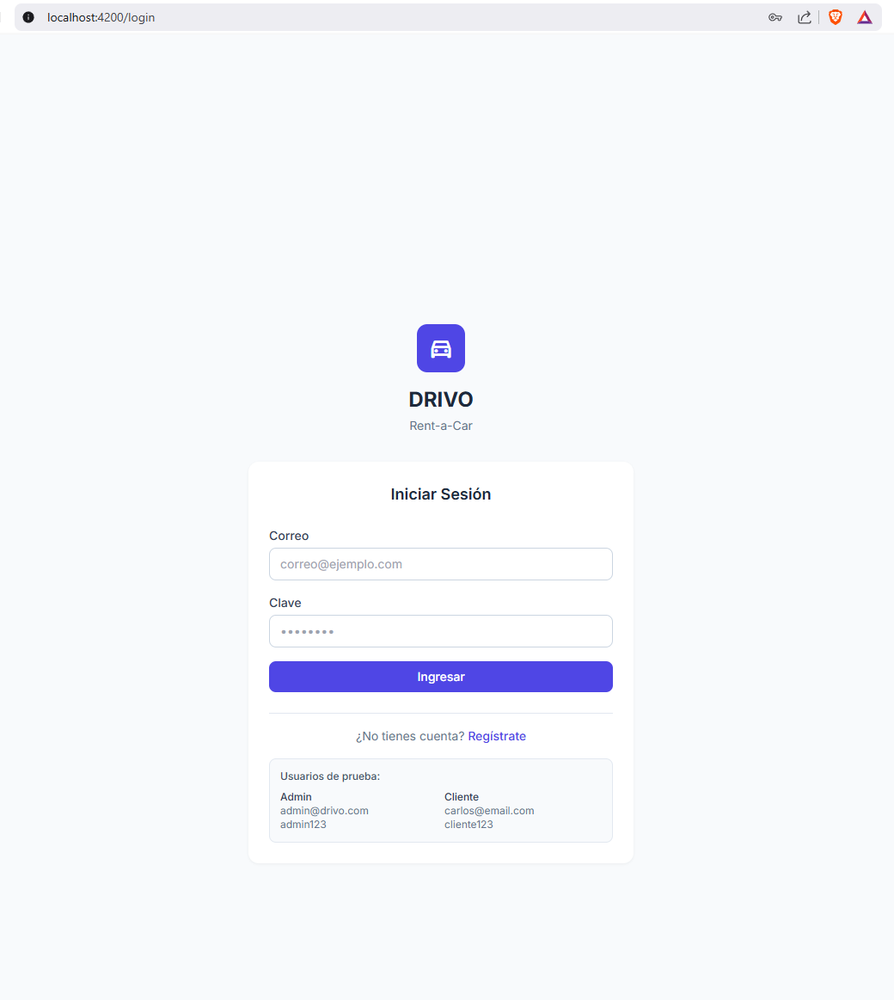 localhost:4200/login
DRIVO
Rent-a-Car
Iniciar Sesión
Correo
correo@ejemplo.com
Clave
••••••••
Ingresar
¿No tienes cuenta? Regístrate
Usuarios de prueba:
Admin
admin@drivo.com
admin123
Cliente
carlos@email.com
cliente123